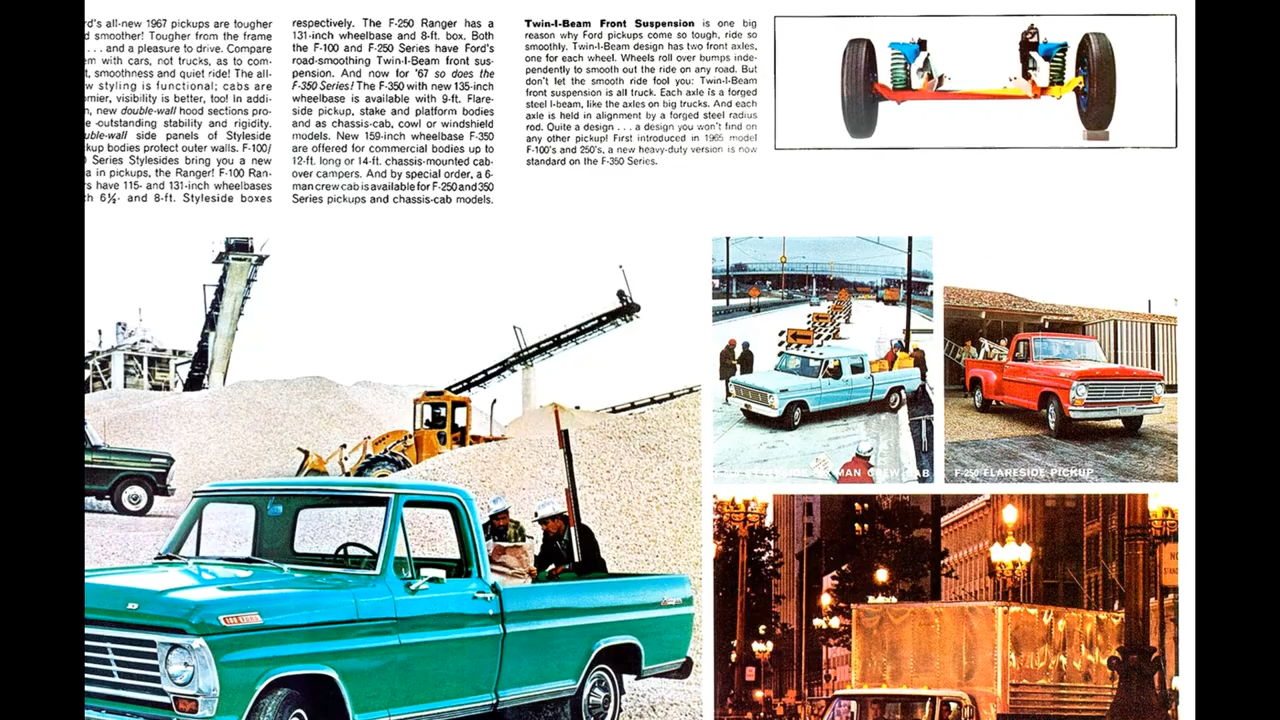 rd's all-new 1967 pickups are tougher
d smoother! Tougher from the frame
. . . and a pleasure to drive. Compare
em with cars, not trucks, as to com-
t, smoothness and quiet ride! The all-
w styling is functional; cabs are
mier, visibility is better, too! In addi-
n, new double-wall hood sections pro-
e outstanding stability and rigidity.
uble-wall side panels of Styleside
kup bodies protect outer walls. F-100/
0 Series Stylesides bring you a new
a in pickups, the Ranger! F-100 Ran-
rs have 115- and 131-inch wheelbases
th 6½- and 8-ft. Styleside boxes
respectively. The F-250 Ranger has a
131-inch wheelbase and 8-ft. box. Both
the F-100 and F-250 Series have Ford's
road-smoothing Twin-I-Beam front sus-
pension. And now for '67 so does the
F-350 Series! The F-350 with new 135-inch
wheelbase is available with 9-ft. Flare-
side pickup, stake and platform bodies
and as chassis-cab, cowl or windshield
models. New 159-inch wheelbase F-350
are offered for commercial bodies up to
12-ft. long or 14-ft. chassis-mounted cab-
over campers. And by special order, a 6-
man crew cab is available for F-250 and 350
Series pickups and chassis-cab models.
Twin-I-Beam Front Suspension is one big
reason why Ford pickups come so tough, ride so
smoothly. Twin-I-Beam design has two front axles,
one for each wheel. Wheels roll over bumps inde-
pendently to smooth out the ride on any road. But
don't let the smooth ride fool you: Twin-I-Beam
front suspension is all truck. Each axle is a forged
steel I-beam, like the axles on big trucks. And each
axle is held in alignment by a forged steel radius
rod. Quite a design . . . a design you won't find on
any other pickup! First introduced in 1965 model
F-100's and 250's, a new heavy-duty version is now
standard on the F-350 Series.
MAN CREW CAB
F-250 FLARESIDE PICKUP
Ranger